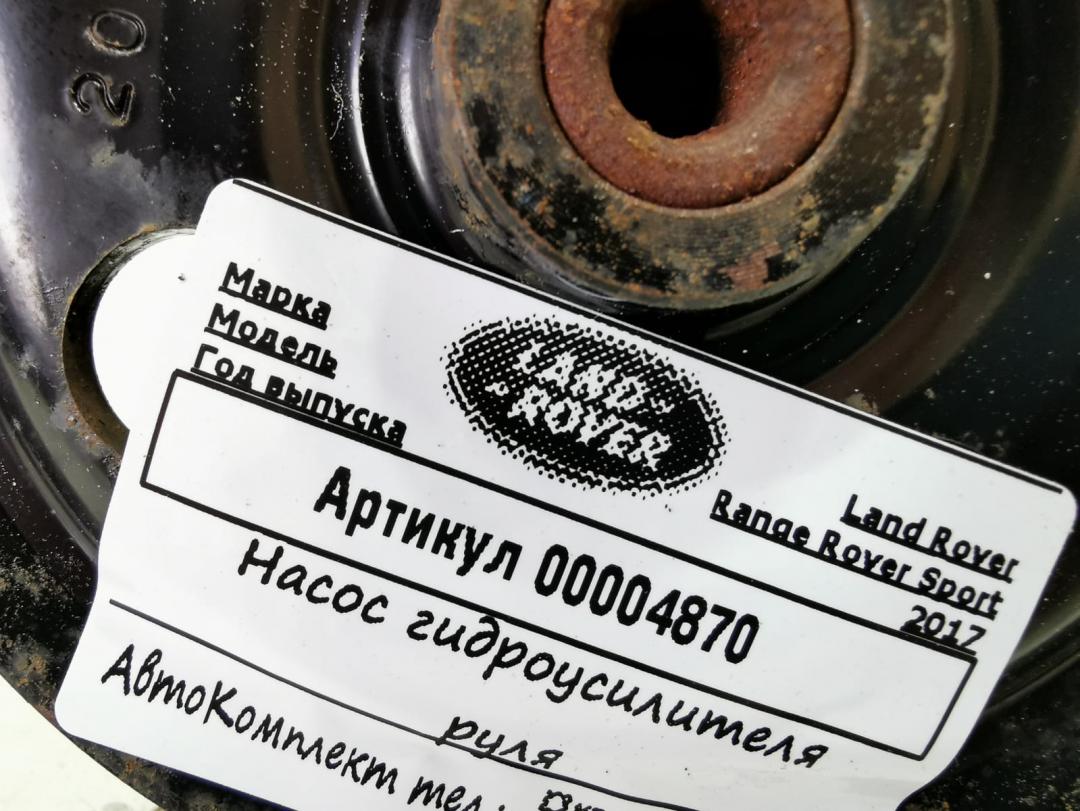 20
Марка
Модель
Год выпуска
LAND-
-ROVER
Land Rover
Range Rover Sport
2017
Артикул 00004870
Насос гидроусилителя
руля
АвтоКомплект тел.